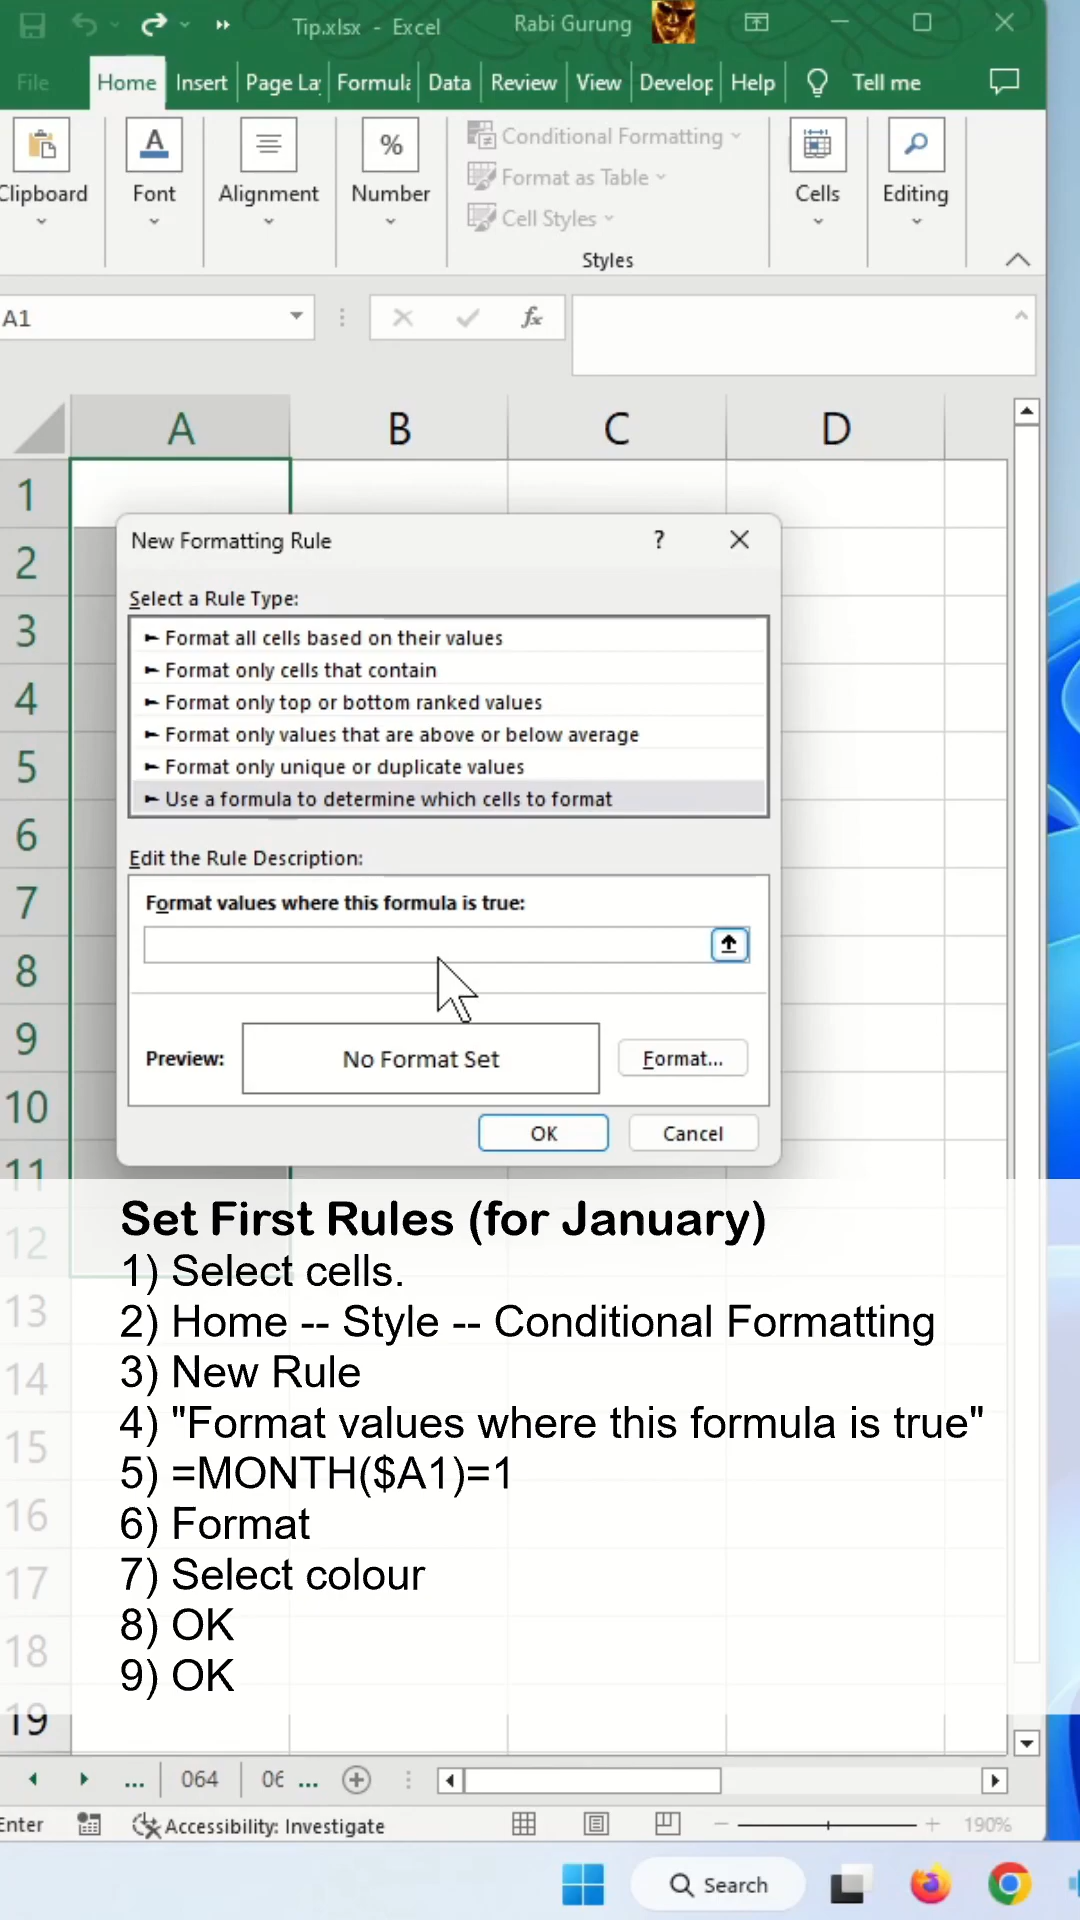 Tip.xlsx - Excel
Rabi Gurung
File
Home
Insert
Page La
Formula
Data
Review
View
Develop
Help
Tell me
Clipboard
Font
Alignment
%
Number
Conditional Formatting
Format as Table
Cell Styles
Styles
Cells
Editing
A1
fx
A B C D
1
2
3
4
5
6
7
8
9
10
11
12
13
14
15
16
17
18
19
New Formatting Rule
?
Select a Rule Type:
► Format all cells based on their values
► Format only cells that contain
► Format only top or bottom ranked values
► Format only values that are above or below average
► Format only unique or duplicate values
► Use a formula to determine which cells to format
Edit the Rule Description:
Format values where this formula is true:
Preview:
No Format Set
Format...
OK
Cancel
Set First Rules (for January)
1) Select cells.
2) Home -- Style -- Conditional Formatting
3) New Rule
4) "Format values where this formula is true"
5) =MONTH($A1)=1
6) Format
7) Select colour
8) OK
9) OK
... 064 06 ...
Enter
Accessibility: Investigate
190%
Search